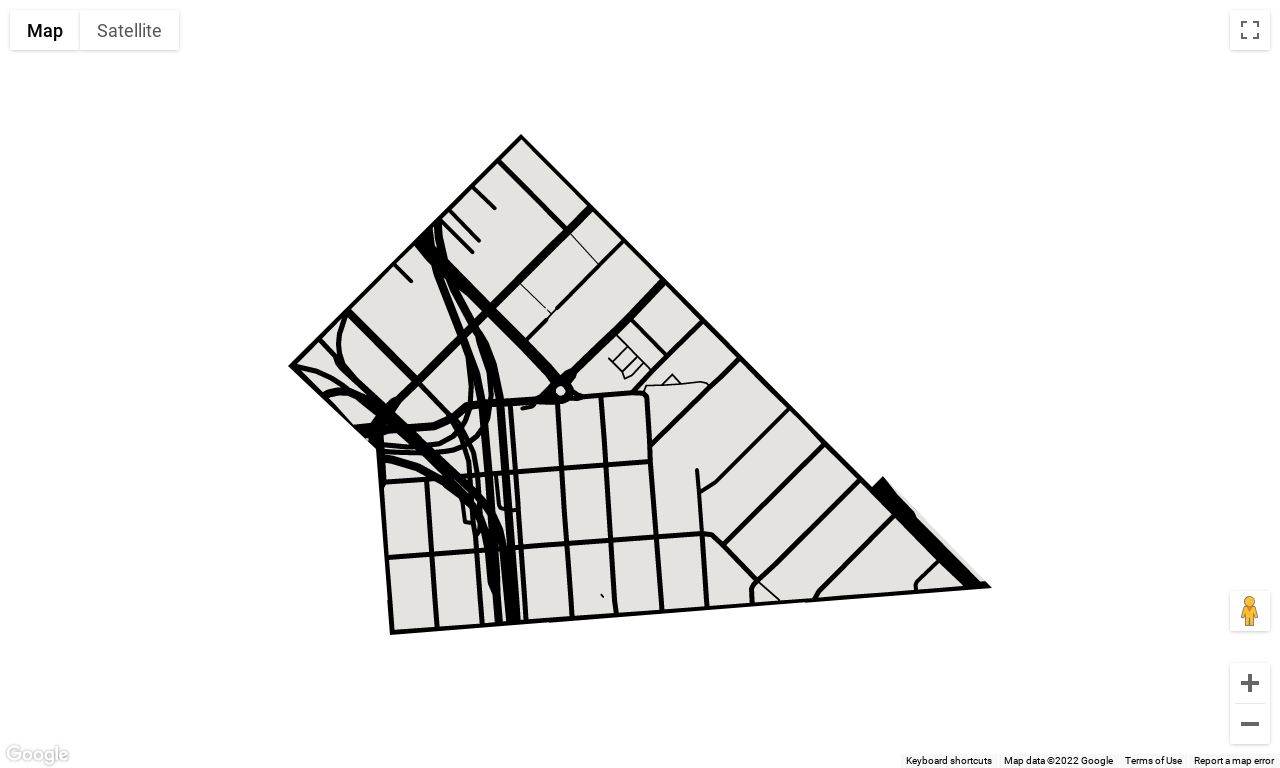 Map Satellite
Google
Keyboard shortcuts Map data ©2022 Google Terms of Use Report a map error